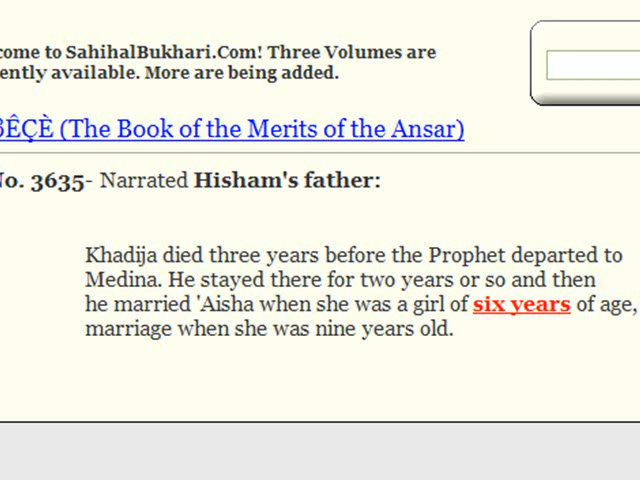 come to SahihalBukhari.Com! Three Volumes are
ently available. More are being added.
ÊÇÈ (The Book of the Merits of the Ansar)
No. 3635- Narrated Hisham's father:
Khadija died three years before the Prophet departed to
Medina. He stayed there for two years or so and then
he married 'Aisha when she was a girl of six years of age,
marriage when she was nine years old.